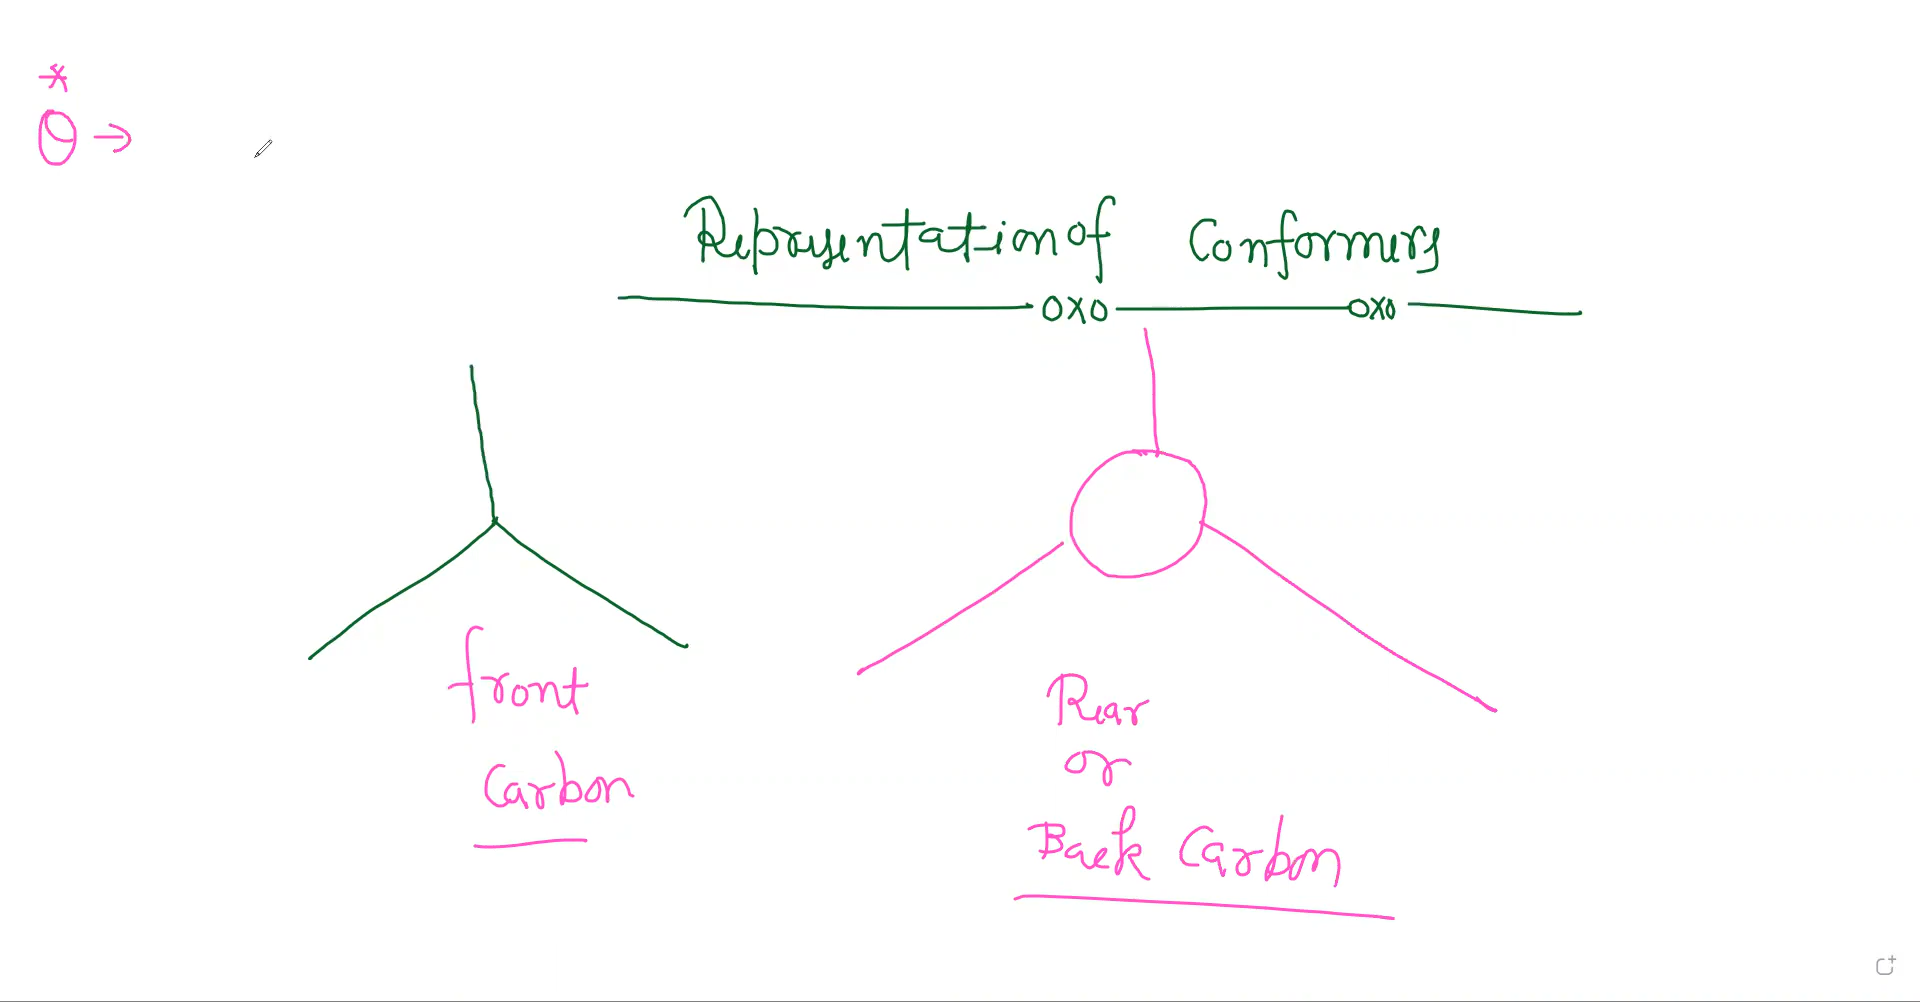 *
θ →
Representation of Conformers
OXO OXO
front
Carbon
Rear
or
Back Carbon